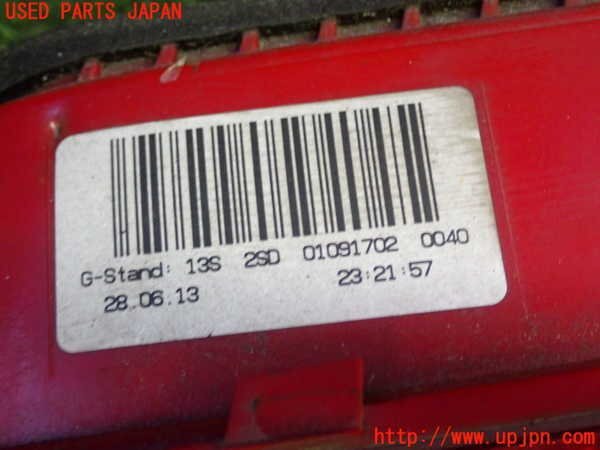 USED PARTS JAPAN
G-Stand: 13S 2SD 01091702 0040
28.06.13 23:21:57
http://www.upjpn.com